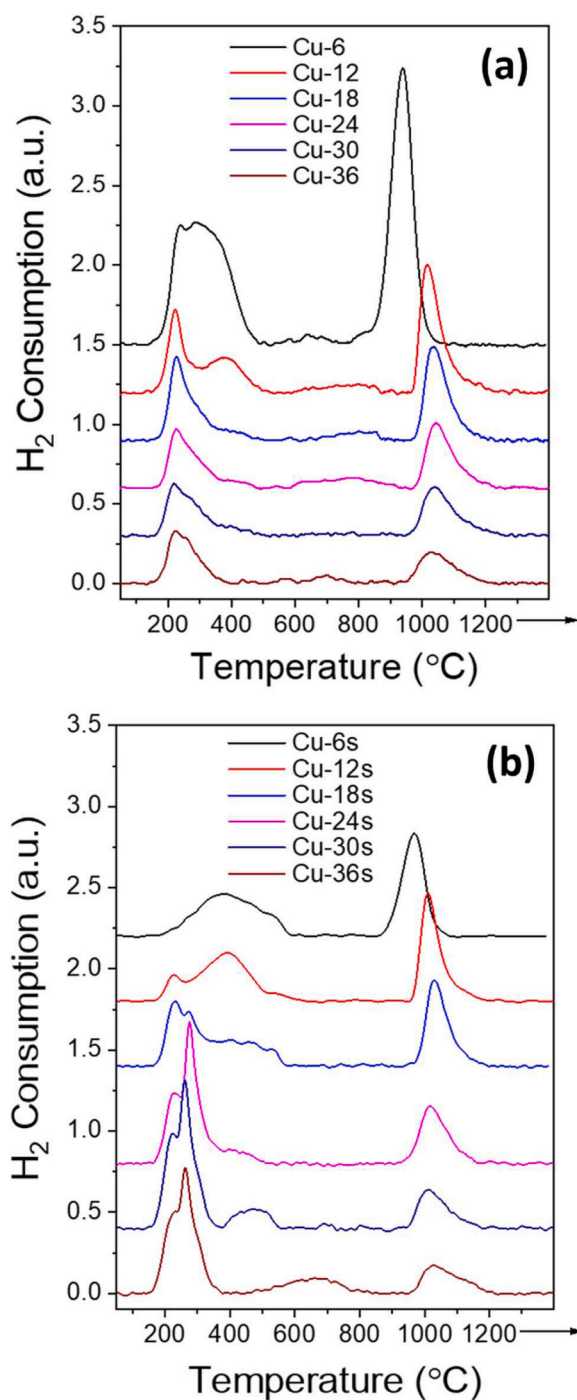 (a)
Cu-6
Cu-12
Cu-18
Cu-24
Cu-30
Cu-36
H₂ Consumption (a.u.)
3.5
3.0
2.5
2.0
1.5
1.0
0.5
0.0
200 400 600 800 1000 1200
Temperature (°C)
(b)
Cu-6s
Cu-12s
Cu-18s
Cu-24s
Cu-30s
Cu-36s
H₂ Consumption (a.u.)
3.5
3.0
2.5
2.0
1.5
1.0
0.5
0.0
200 400 600 800 1000 1200
Temperature (°C)